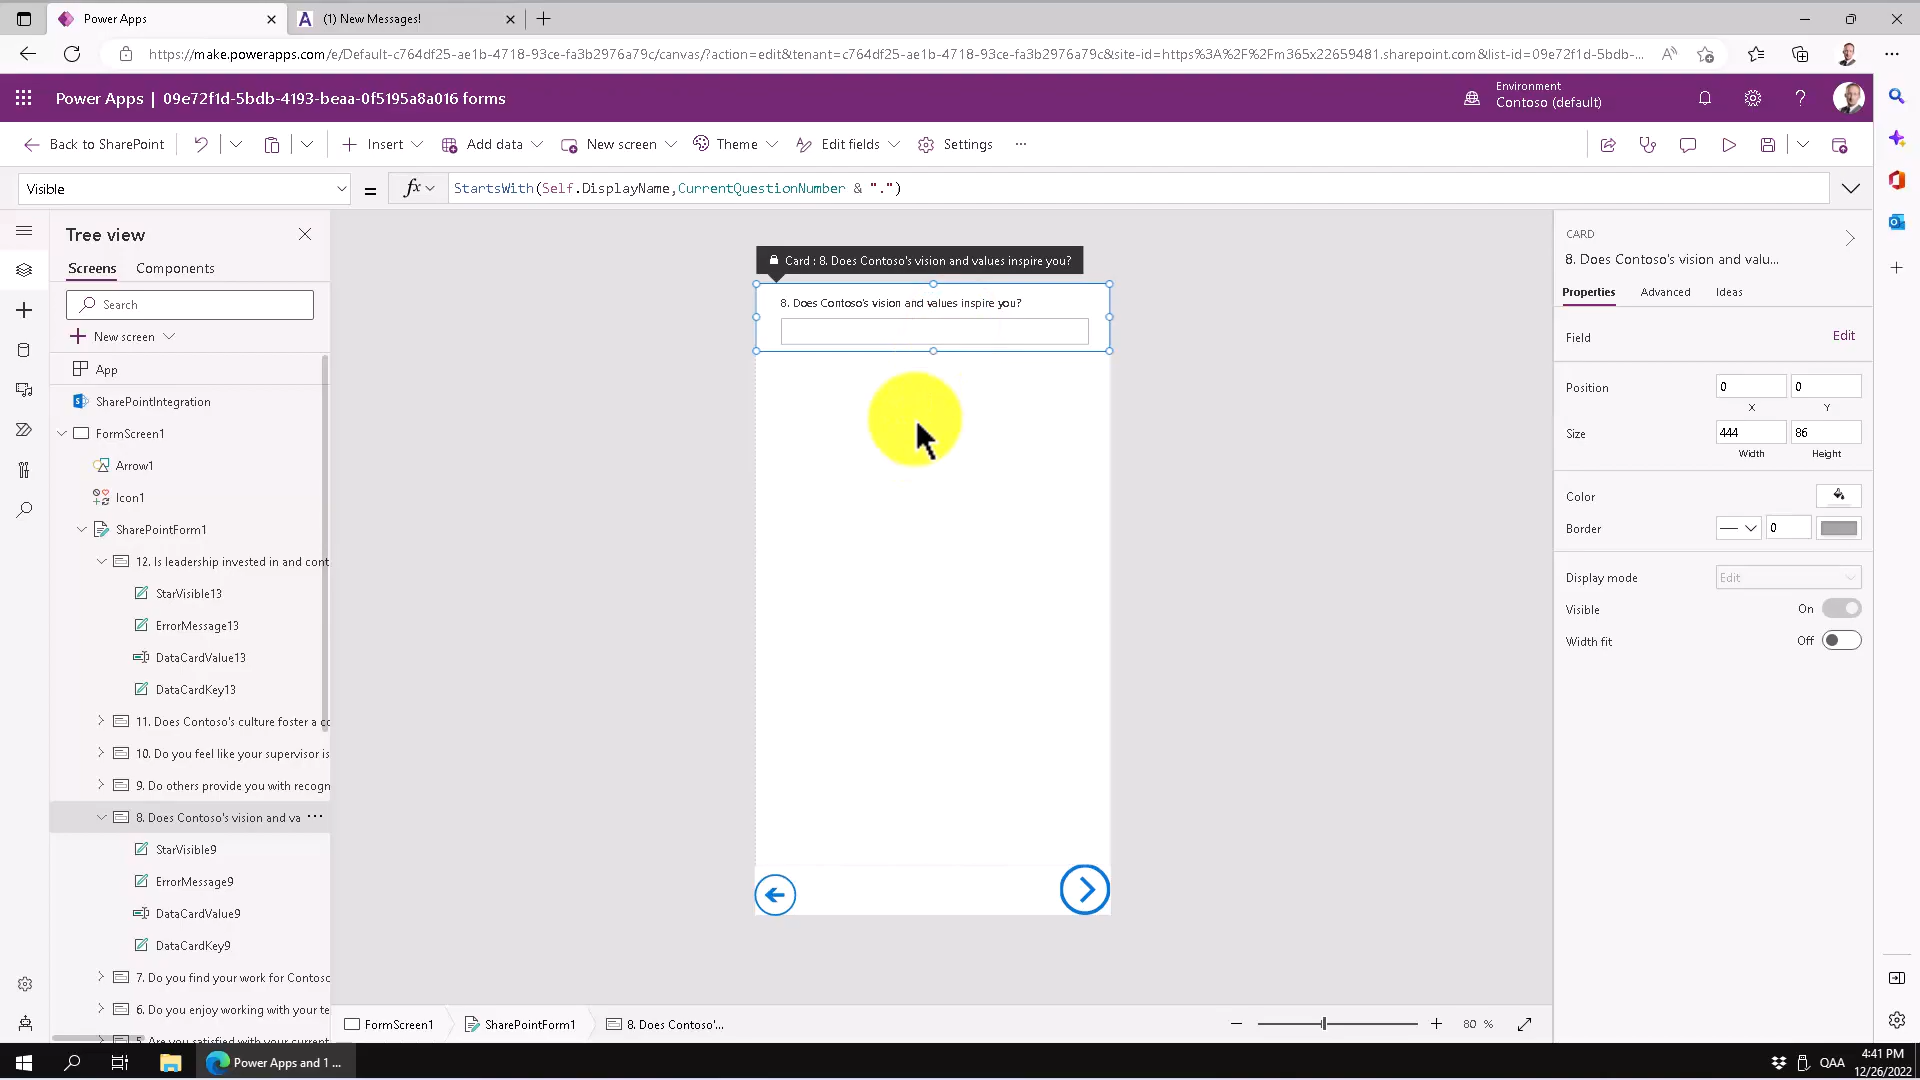 Power Apps
(1) New Messages!
https://make.powerapps.com/e/Default-c764df25-ae1b-4718-93ce-fa3b2976a79c/canvas/?action=edit&tenant=c764df25-ae1b-4718-93ce-fa3b2976a79c&site-id=https%3A%2F%2Fm365x22659481.sharepoint.com&list-id=09e72f1d-5bdb-...
Power Apps | 09e72f1d-5bdb-4193-beaa-0f5195a8a016 forms
Environment
Contoso (default)
Back to SharePoint
Insert
Add data
New screen
Theme
Edit fields
Settings
Visible
=
fx
StartsWith(Self.DisplayName,CurrentQuestionNumber & ".")
Tree view
Screens
Components
Search
New screen
App
SharePointIntegration
FormScreen1
Arrow1
Icon1
SharePointForm1
12. Is leadership invested in and cont
StarVisible13
ErrorMessage13
DataCardValue13
DataCardKey13
11. Does Contoso's culture foster a co
10. Do you feel like your supervisor is
9. Do others provide you with recogn
8. Does Contoso's vision and va ...
StarVisible9
ErrorMessage9
DataCardValue9
DataCardKey9
7. Do you find your work for Contoso
6. Do you enjoy working with your te
5. Are you satisfied with your current
Card : 8. Does Contoso's vision and values inspire you?
8. Does Contoso's vision and values inspire you?
CARD
8. Does Contoso's vision and valu...
Properties
Advanced
Ideas
Field
Edit
Position
0
0
X
Y
Size
444
86
Width
Height
Color
Border
0
Display mode
Edit
Visible
On
Width fit
Off
FormScreen1
SharePointForm1
8. Does Contoso'...
80 %
Power Apps and 1 ...
QAA
4:41 PM
12/26/2022